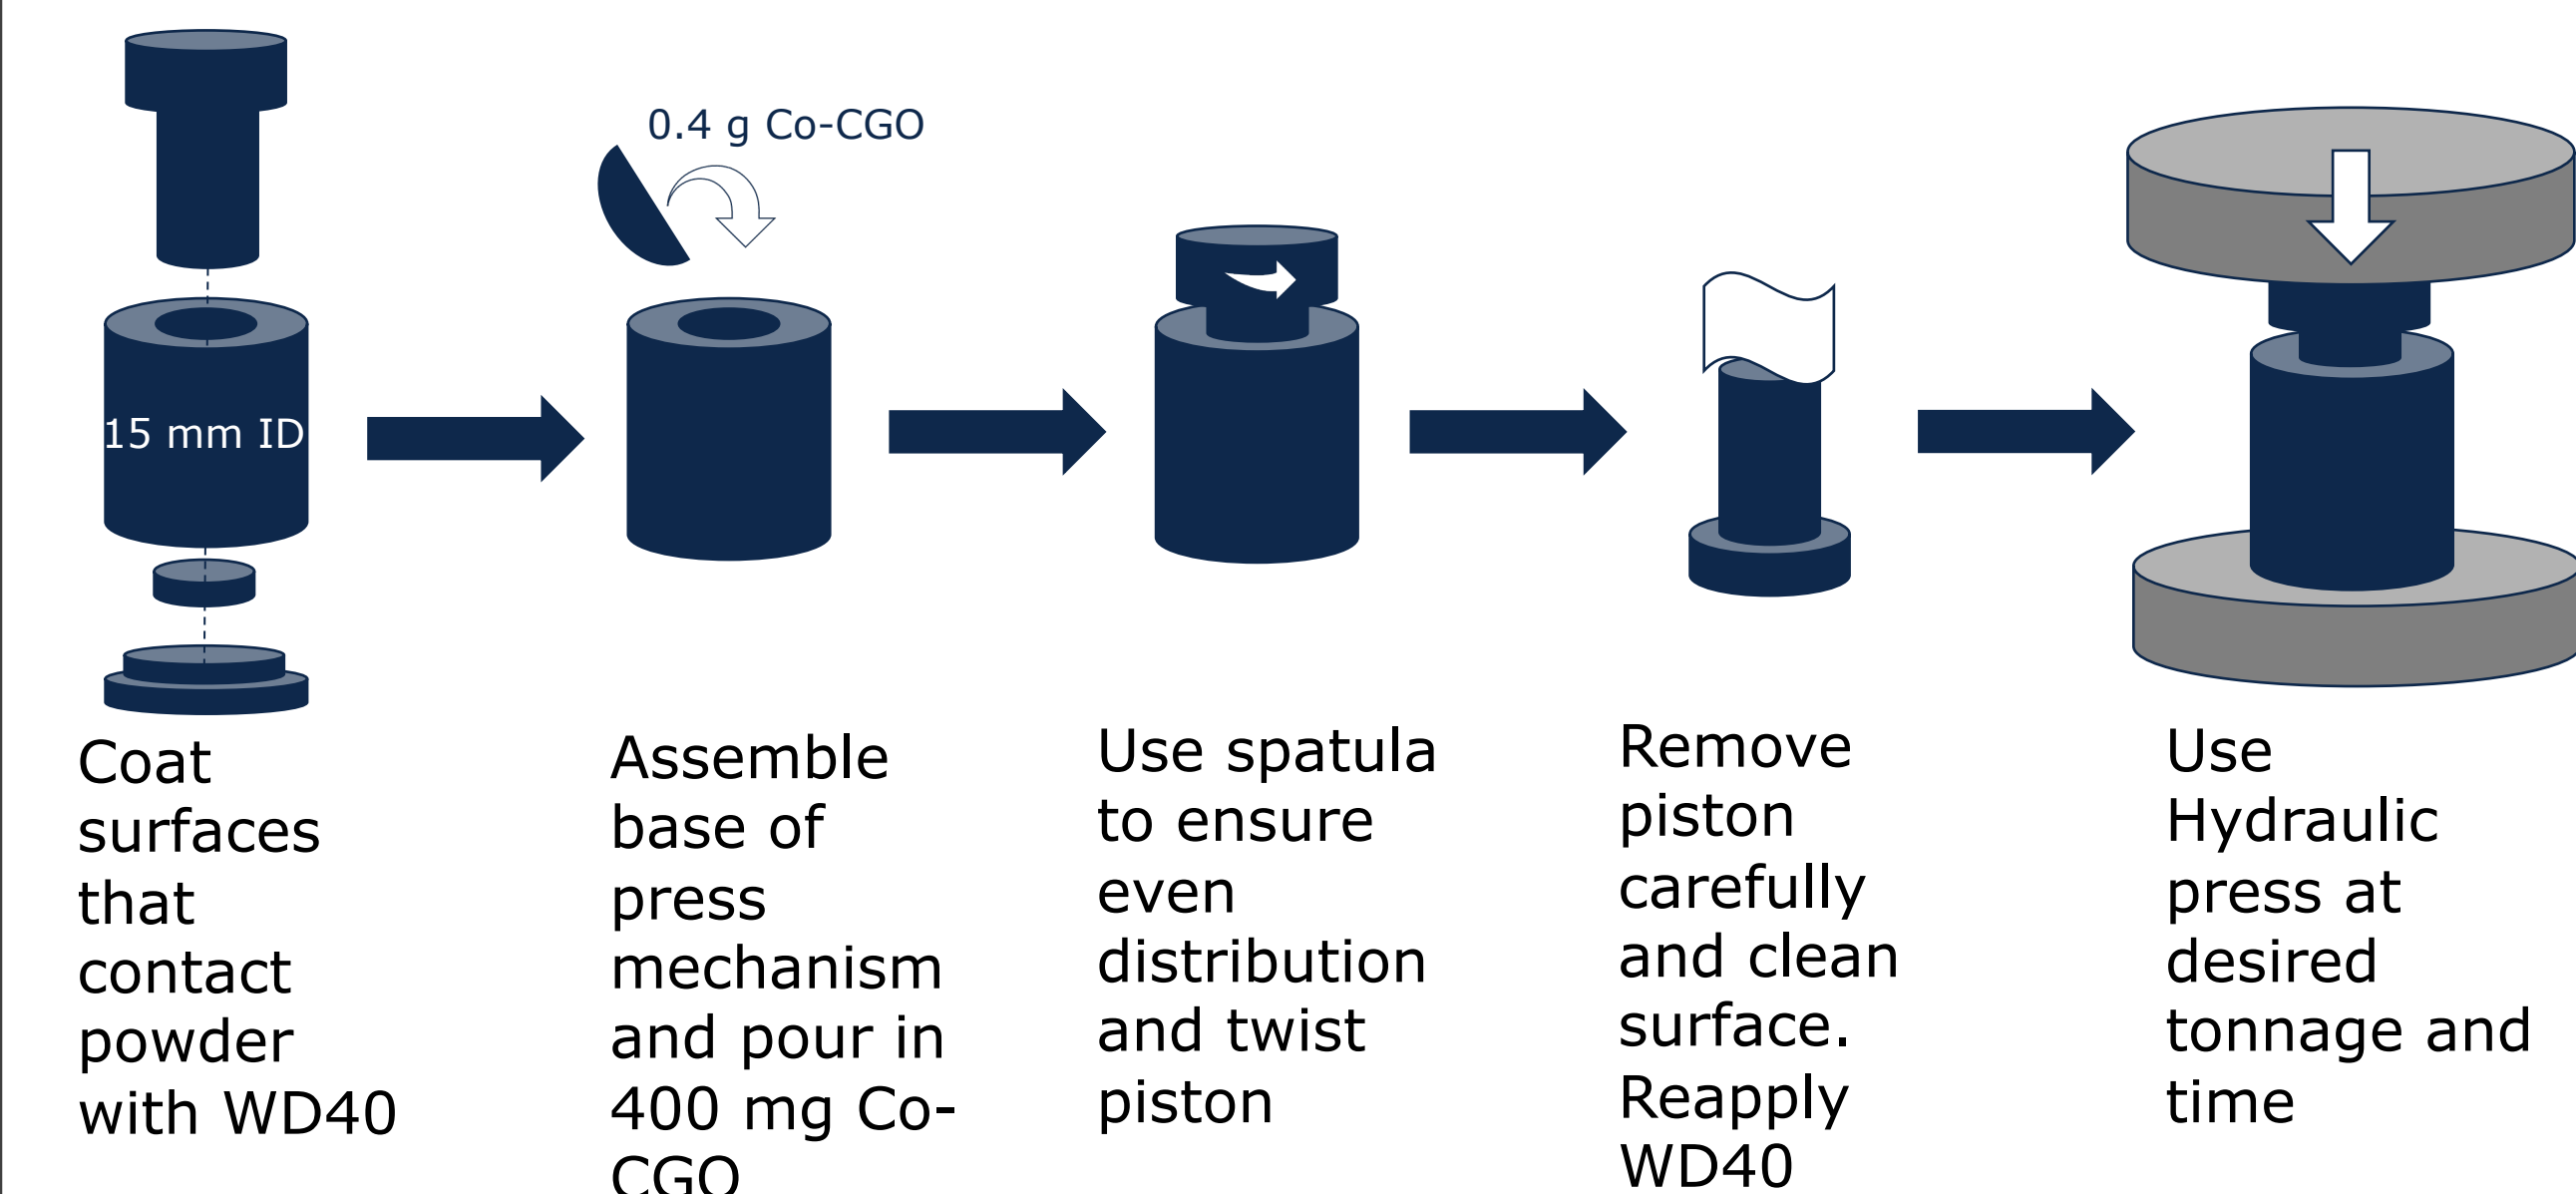 0.4 g Co-CGO
15 mm ID
Coat
surfaces
that
contact
powder
with WD40
Assemble
base of
press
mechanism
and pour in
400 mg Co-
CGO
Use spatula
to ensure
even
distribution
and twist
piston
Remove
piston
carefully
and clean
surface.
Reapply
WD40
Use
Hydraulic
press at
desired
tonnage and
time